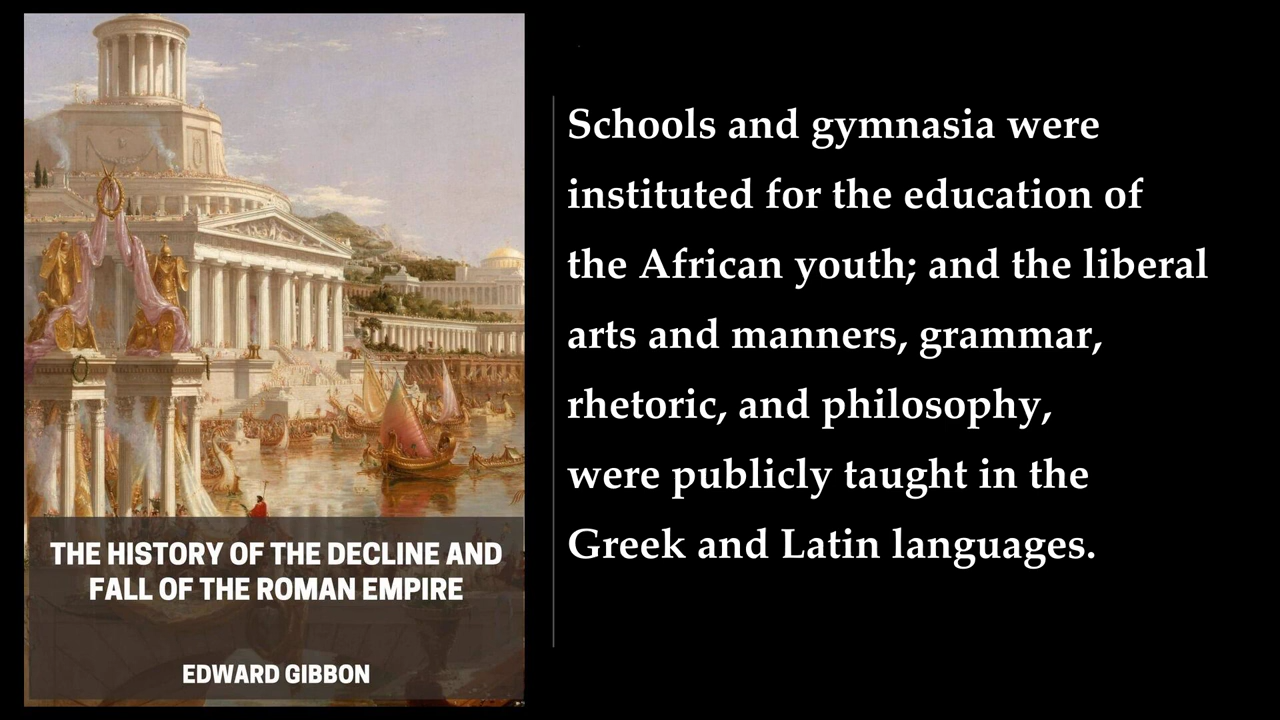 THE HISTORY OF THE DECLINE AND
FALL OF THE ROMAN EMPIRE
EDWARD GIBBON
Schools and gymnasia were
instituted for the education of
the African youth; and the liberal
arts and manners, grammar,
rhetoric, and philosophy,
were publicly taught in the
Greek and Latin languages.